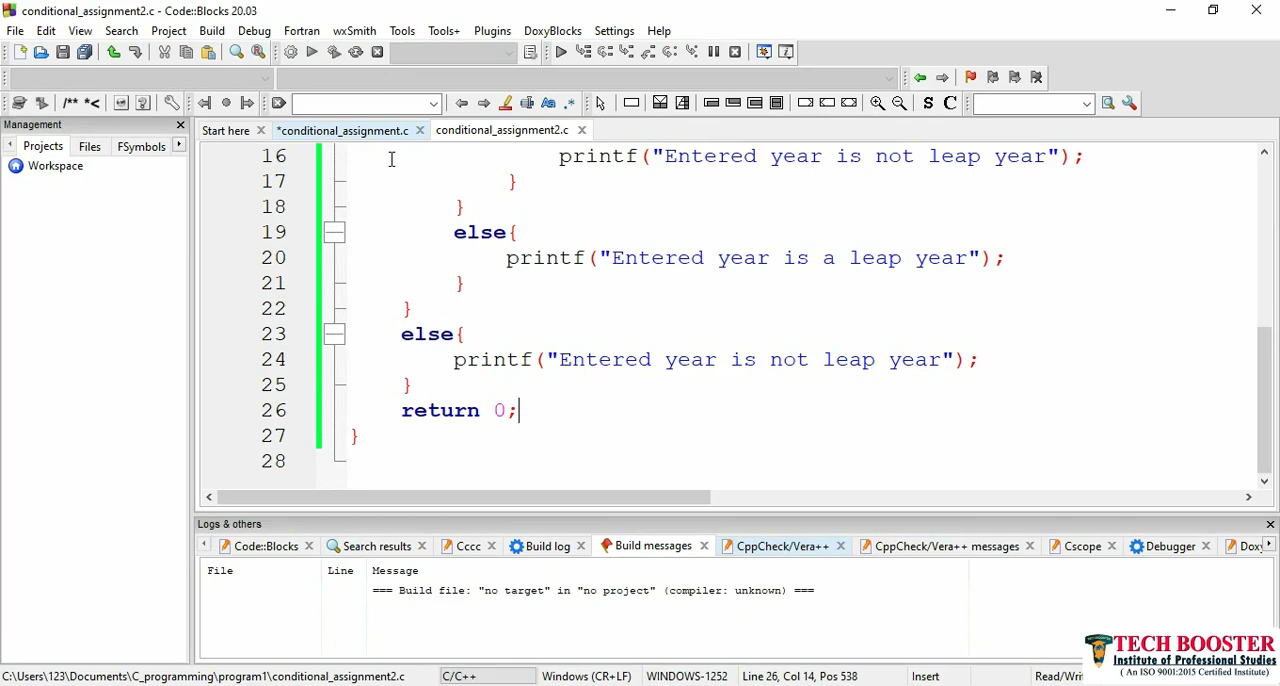 conditional_assignment2.c - Code::Blocks 20.03
File Edit View Search Project Build Debug Fortran wxSmith Tools Tools+ Plugins DoxyBlocks Settings Help
/** *<
Aa .*
S C
Management
Projects Files FSymbols
Workspace
Start here *conditional_assignment.c conditional_assignment2.c
16 printf("Entered year is not leap year");
17 }
18 }
19 else{
20 printf("Entered year is a leap year");
21 }
22 }
23 else{
24 printf("Entered year is not leap year");
25 }
26 return 0;
27 }
28
Logs & others
Code::Blocks Search results Cccc Build log Build messages CppCheck/Vera++ CppCheck/Vera++ messages Cscope Debugger Doxy
File Line Message
=== Build file: "no target" in "no project" (compiler: unknown) ===
TECH BOOSTER
Institute of Professional Studies
( An ISO 9001:2015 Certified Institute)
C:\Users\123\Documents\C_programming\program1\conditional_assignment2.c C/C++ Windows (CR+LF) WINDOWS-1252 Line 26, Col 14, Pos 538 Insert Read/Wri